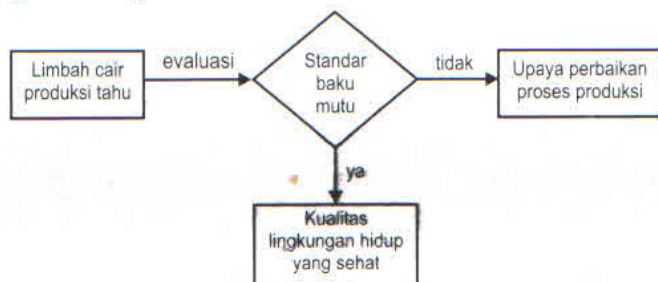 Limbah cair
produksi tahu
evaluasi
Standar
baku
mutu
tidak
Upaya perbaikan
proses produksi
ya
Kualitas
lingkungan hidup
yang sehat